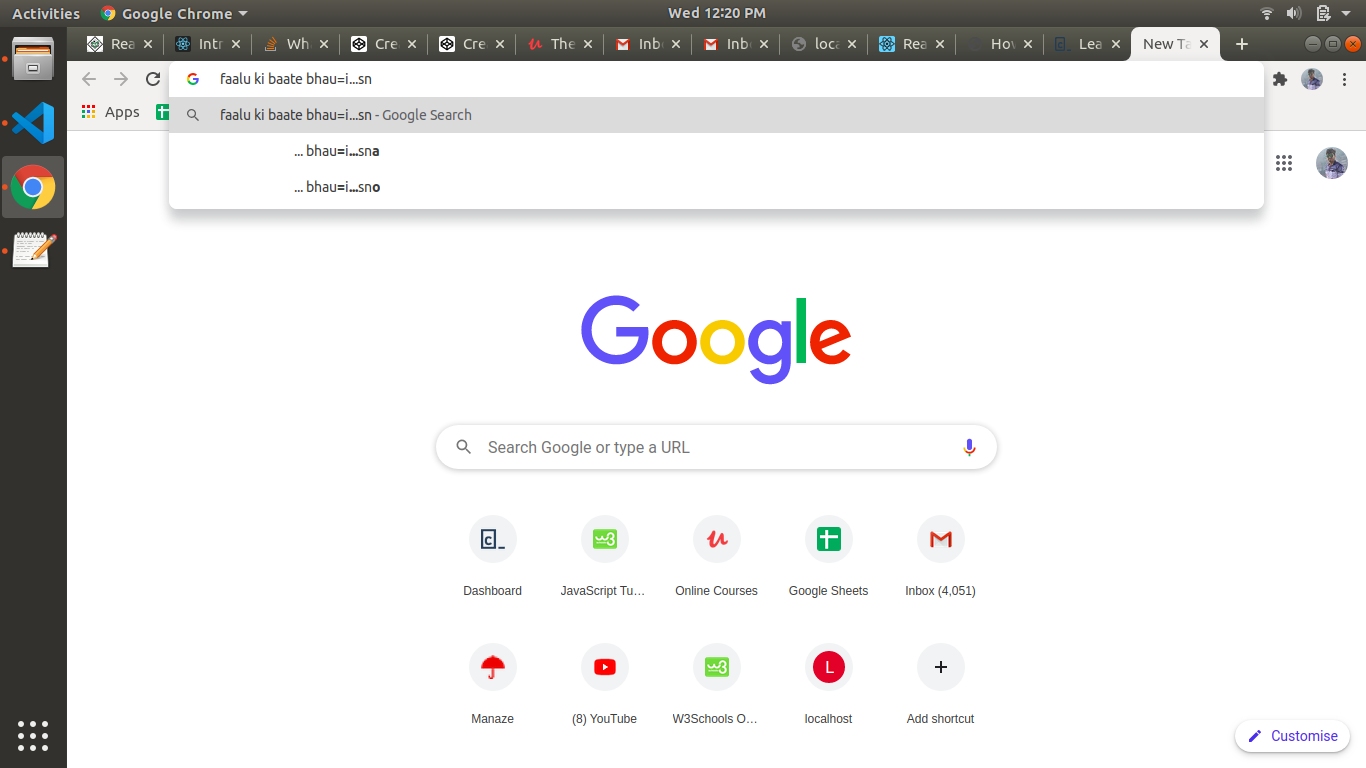 Activities Google Chrome Wed 12:20 PM
Rea Intr Wha Cre Cre The Inb Inb loca Rea Hov Lea New Ta
faalu ki baate bhau=i...sn
Apps
faalu ki baate bhau=i...sn - Google Search
... bhau=i...sna
... bhau=i...sno
Google
Search Google or type a URL
Dashboard JavaScript Tu... Online Courses Google Sheets Inbox (4,051)
Manaze (8) YouTube W3Schools O... localhost Add shortcut
L
Customise